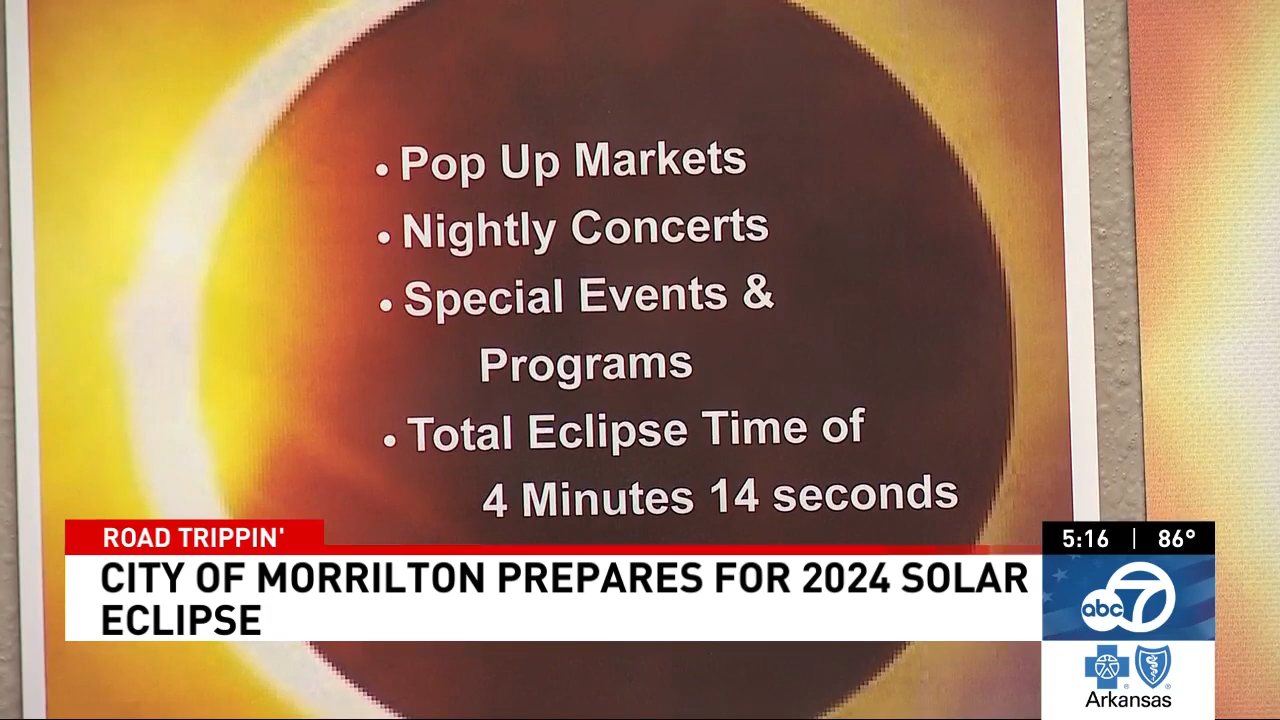 • Pop Up Markets
• Nightly Concerts
• Special Events &
Programs
• Total Eclipse Time of
4 Minutes 14 seconds
ROAD TRIPPIN'
CITY OF MORRILTON PREPARES FOR 2024 SOLAR
ECLIPSE
5:16 | 86°
abc 7
Arkansas